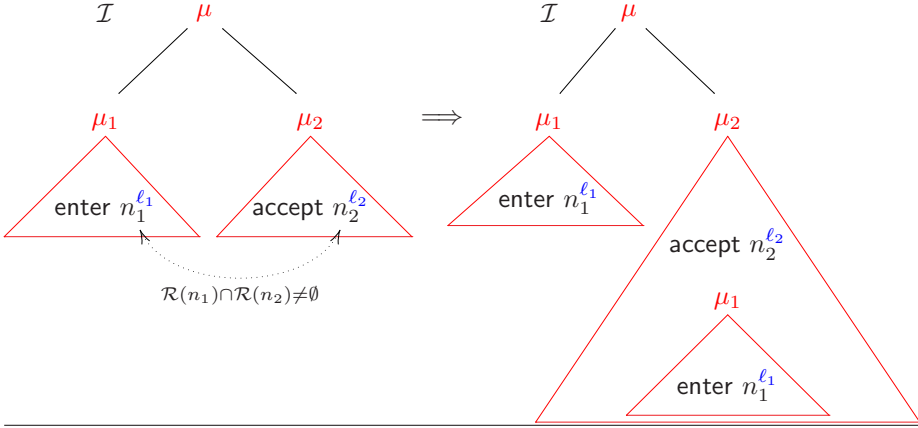 ℐ μ ℐ μ
μ₁ μ₂ ⟹ μ₁ μ₂
enter n₁^ℓ₁ accept n₂^ℓ₂ enter n₁^ℓ₁
accept n₂^ℓ₂
ℛ(n₁)∩ℛ(n₂)≠∅ μ₁
enter n₁^ℓ₁